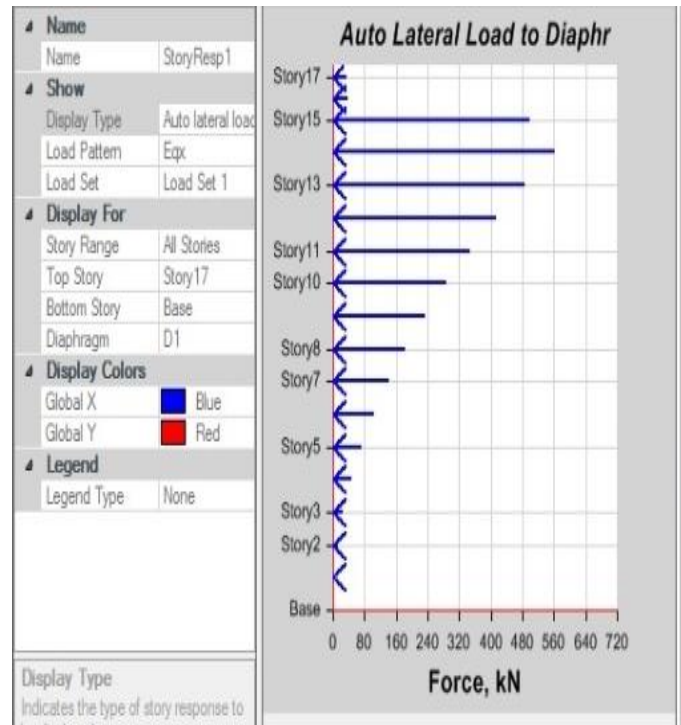 Name
Name StoryResp1
Show
Display Type Auto lateral load
Load Pattern Eqx
Load Set Load Set 1
Display For
Story Range All Stories
Top Story Story17
Bottom Story Base
Diaphragm D1
Display Colors
Global X Blue
Global Y Red
Legend
Legend Type None
Display Type
Indicates the type of story response to
Auto Lateral Load to Diaphr
Story17
Story15
Story13
Story11
Story10
Story8
Story7
Story5
Story3
Story2
Base
0 80 160 240 320 400 480 560 640 720
Force, kN